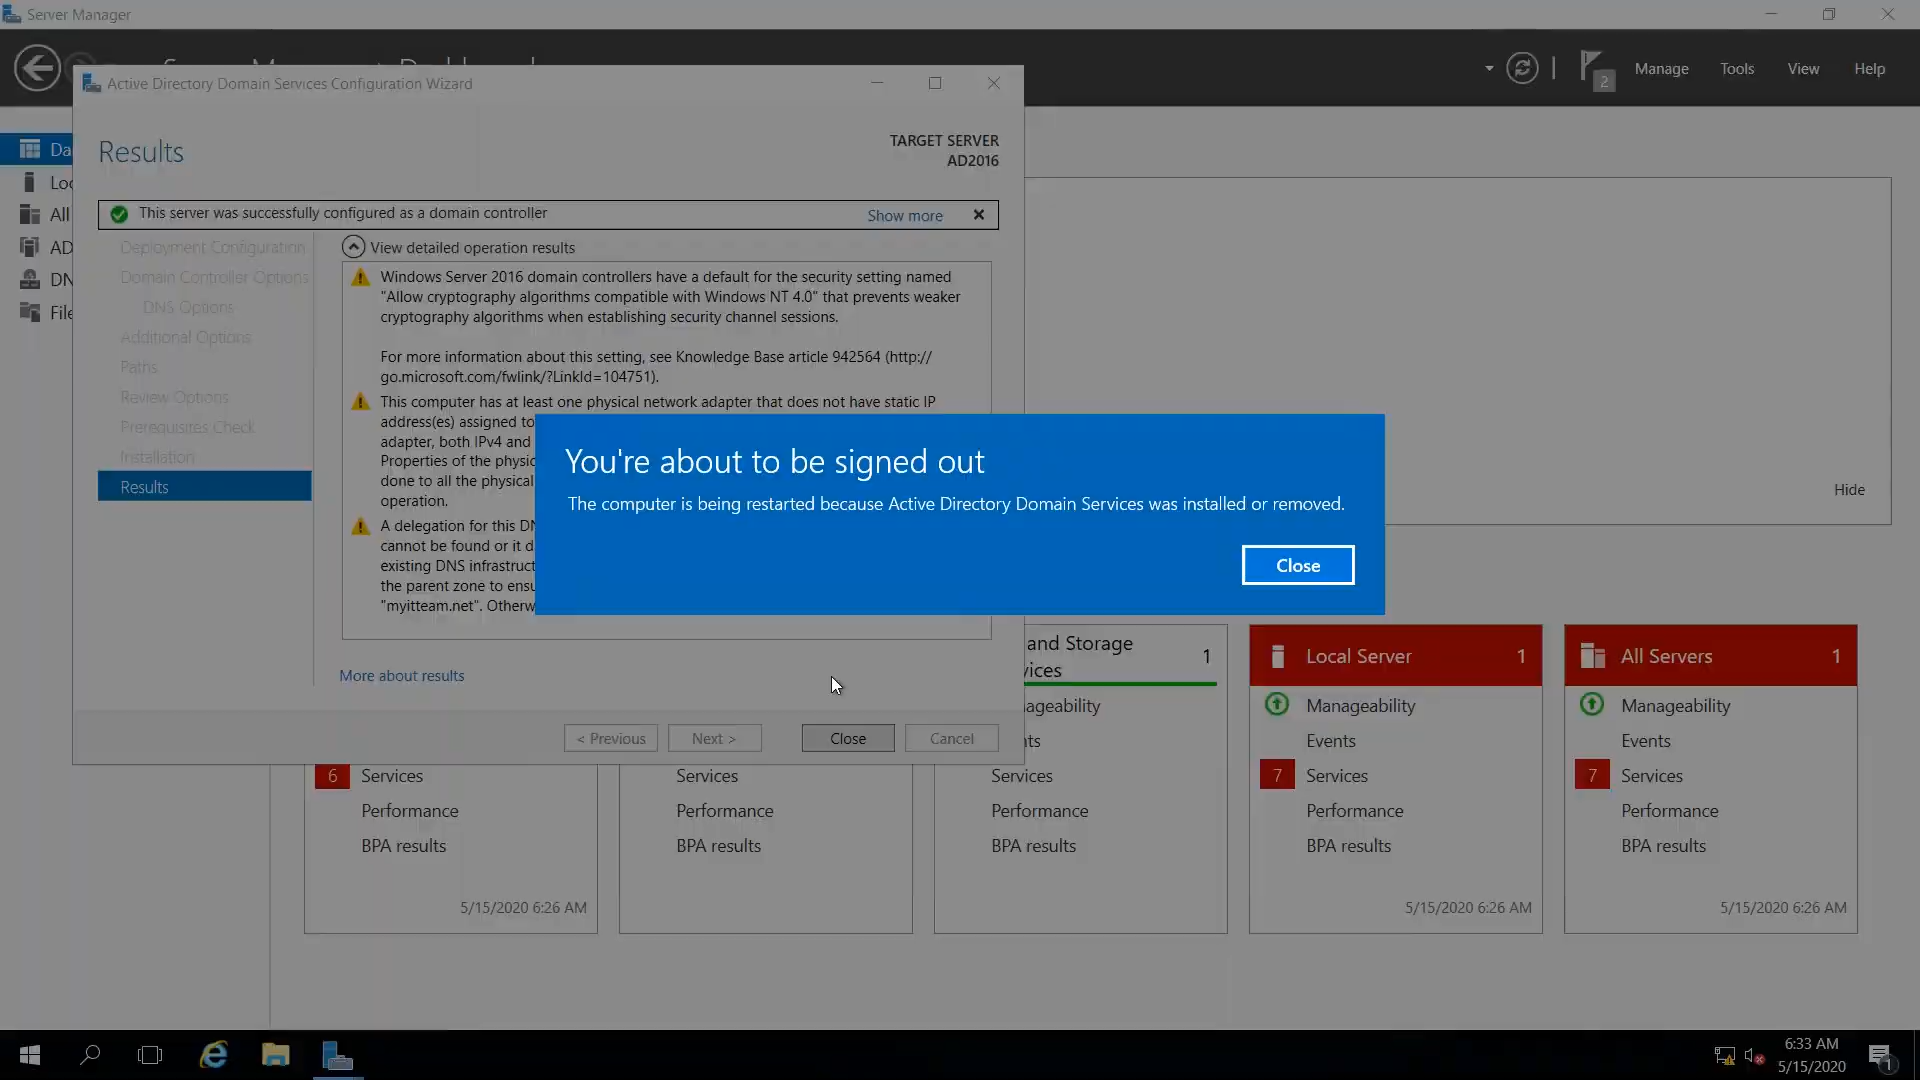 Server Manager
2
Manage
Tools
View
Help
Active Directory Domain Services Configuration Wizard
Results
TARGET SERVER
AD2016
This server was successfully configured as a domain controller
Show more
Deployment Configuration
Domain Controller Options
DNS Options
Additional Options
Paths
Review Options
Prerequisites Check
Installation
Results
View detailed operation results
Windows Server 2016 domain controllers have a default for the security setting named
"Allow cryptography algorithms compatible with Windows NT 4.0" that prevents weaker
cryptography algorithms when establishing security channel sessions.
For more information about this setting, see Knowledge Base article 942564 (http://
go.microsoft.com/fwlink/?LinkId=104751).
This computer has at least one physical network adapter that does not have static IP
address(es) assigned to
adapter, both IPv4 and
Properties of the physic
done to all the physical
operation.
A delegation for this DN
cannot be found or it d
existing DNS infrastruct
the parent zone to ensu
"myitteam.net". Otherw
You're about to be signed out
The computer is being restarted because Active Directory Domain Services was installed or removed.
Close
Hide
More about results
< Previous
Next >
Close
Cancel
Da
Loc
All
AD
DN
File
6
Services
Performance
BPA results
5/15/2020 6:26 AM
Services
Performance
BPA results
and Storage
vices
1
ageability
nts
Services
Performance
BPA results
Local Server
1
Manageability
Events
7
Services
Performance
BPA results
5/15/2020 6:26 AM
All Servers
1
Manageability
Events
7
Services
Performance
BPA results
5/15/2020 6:26 AM
6:33 AM
5/15/2020
1